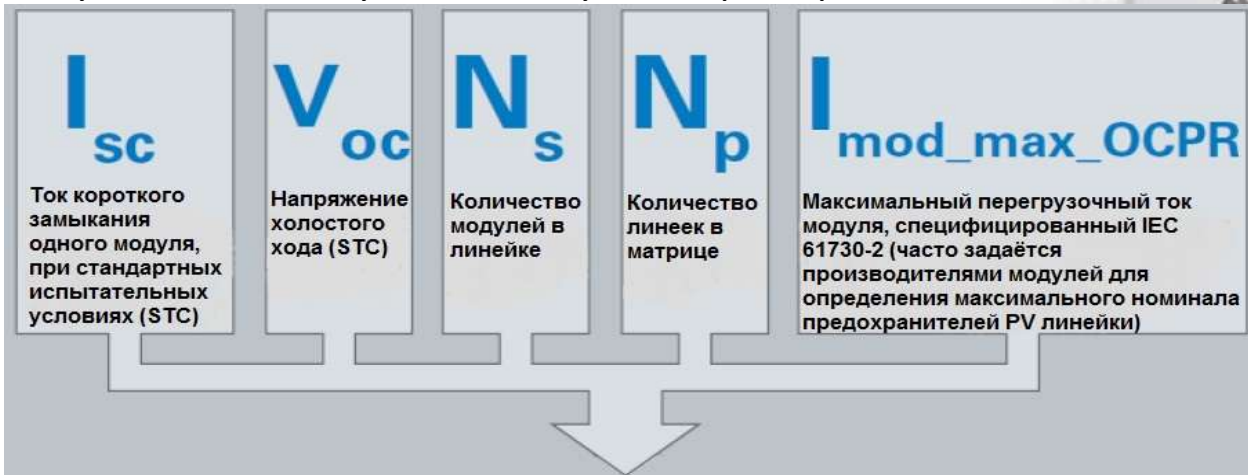 I sc
Ток короткого
замыкания
одного модуля,
при стандартных
испытательных
условиях (STC)
V oc
Напряжение
холостого
хода (STC)
N s
Количество
модулей в
линейке
N p
Количество
линеек в
матрице
I mod_max_OCPR
Максимальный перегрузочный ток
модуля, специфицированный IEC
61730-2 (часто задаётся
производителями модулей для
определения максимального номинала
предохранителей PV линейки)